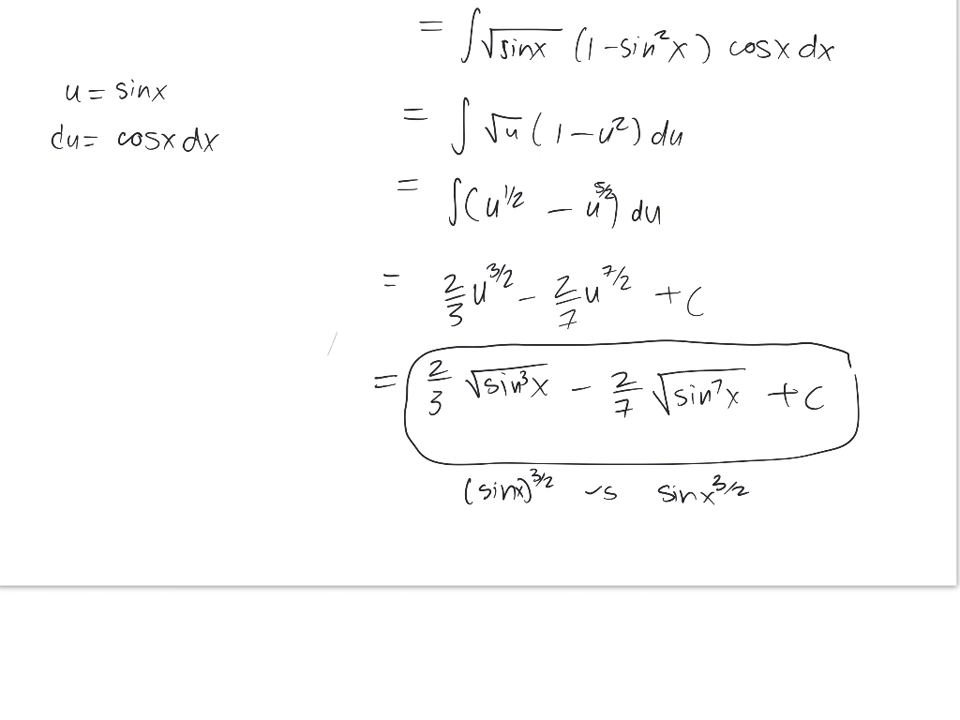 = ∫√sinx (1-sin²x) cosx dx
u = sinx
= ∫ √u (1-u²) du
du = cosx dx
= ∫(u^1/2 - u^5/2) du
= 2/3 u^3/2 - 2/7 u^7/2 + C
= 2/3 √sin³x - 2/7 √sin⁷x + C
(sinx)^3/2 vs sinx^3/2